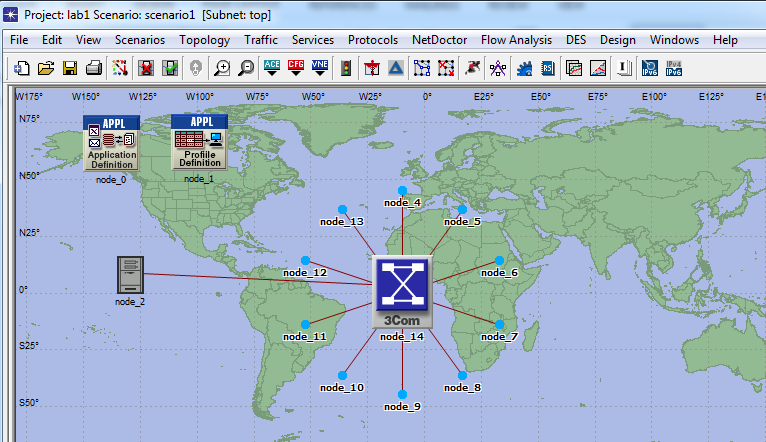 Project: lab1 Scenario: scenario1 [Subnet: top]
File Edit View Scenarios Topology Traffic Services Protocols NetDoctor Flow Analysis DES Design Windows Help
ACE CFG VNE RS IPv6 IPv4 IPv6
W175° W150° W125° W100° W75° W50° W25° 0° E25° E50° E75° E100° E125°
N75°
APPL APPL
Application Definition Profile Definition
node_0 node_1
N50°
node_4
node_13 node_5
N25°
node_12 node_6
node_2
0°
3Com
node_11 node_14 node_7
S25°
node_10 node_8
node_9
S50°